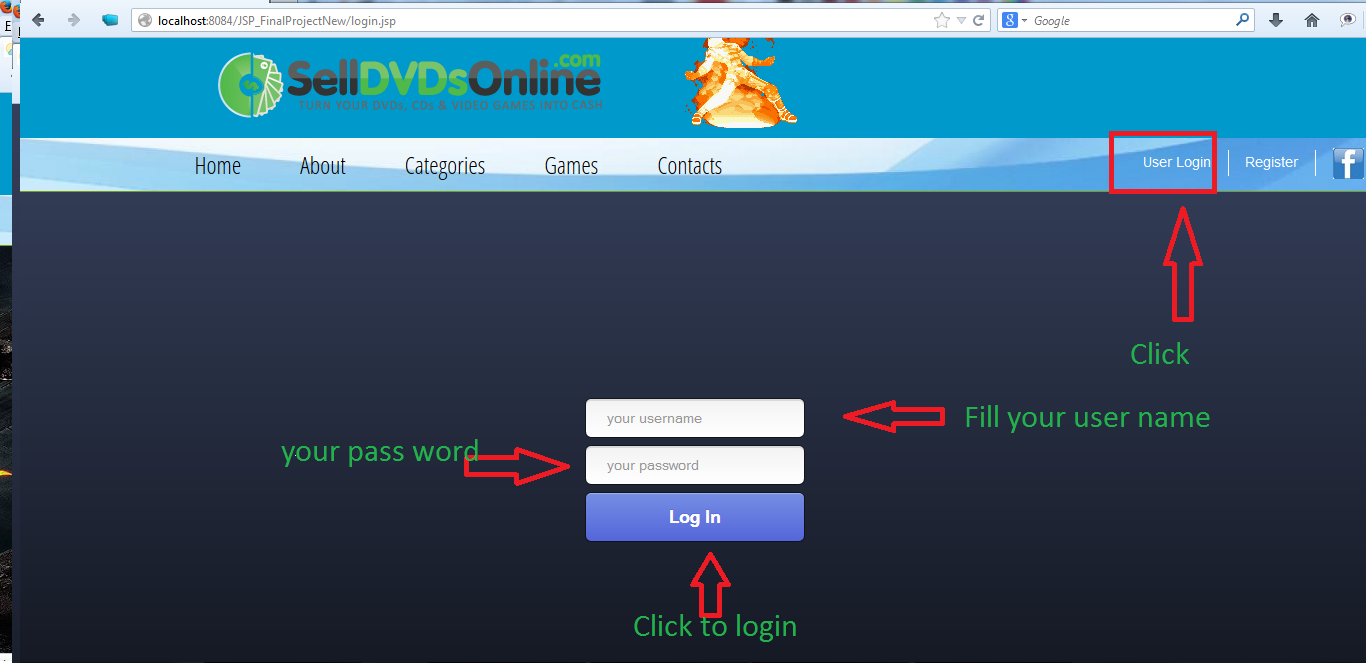 localhost:8084/JSP_FinalProjectNew/login.jsp
Google
SellDVDsOnline.com
TURN YOUR DVDs, CDs & VIDEO GAMES INTO CASH
Home About Categories Games Contacts User Login Register f
Click
your username
Fill your user name
your pass word
your password
Log In
Click to login